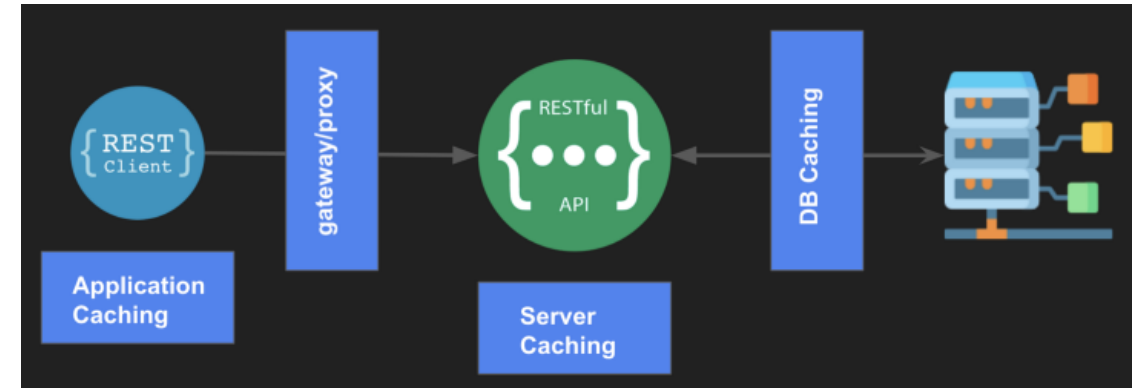 {REST
Client}
gateway/proxy
RESTful
{...}
API
DB Caching
Application
Caching
Server
Caching